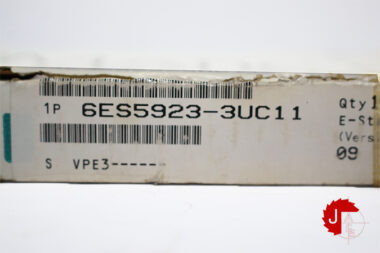 1P 6ES5923-3UC11
Qty 1
E-St
(Vers
S VPE3------
09
J